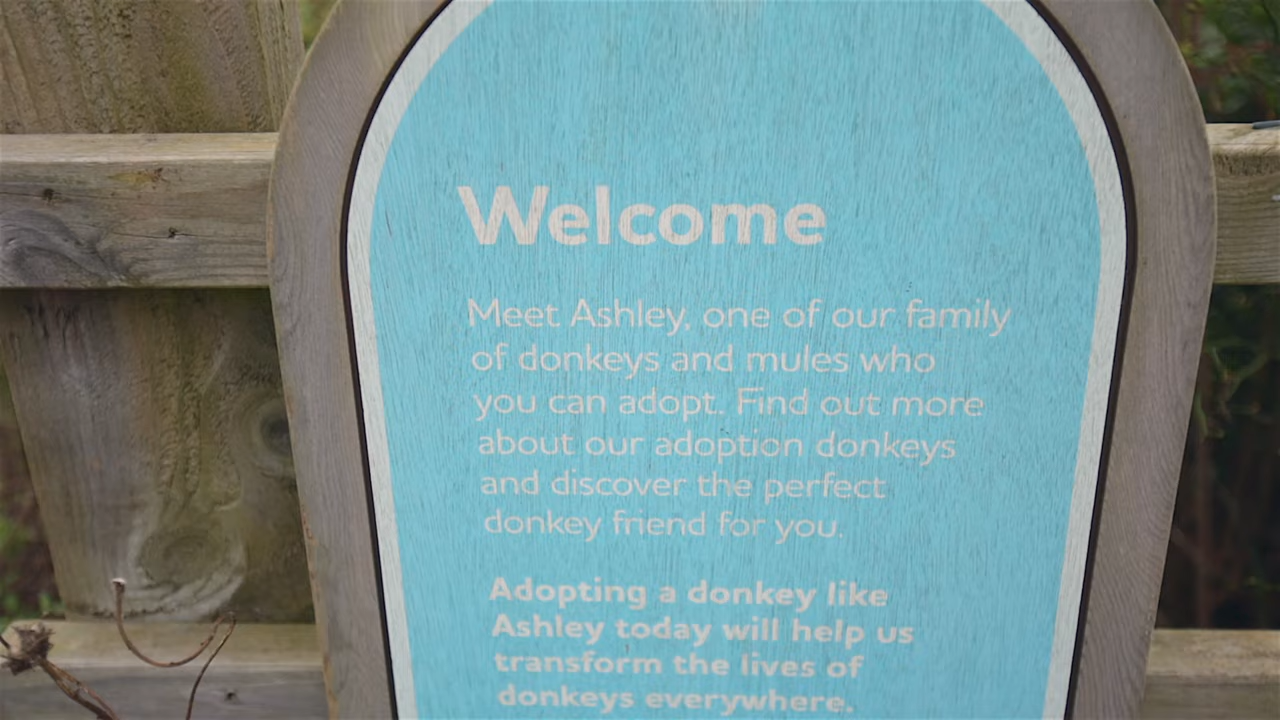 Welcome
Meet Ashley, one of our family
of donkeys and mules who
you can adopt. Find out more
about our adoption donkeys
and discover the perfect
donkey friend for you.
Adopting a donkey like
Ashley today will help us
transform the lives of
donkeys everywhere.